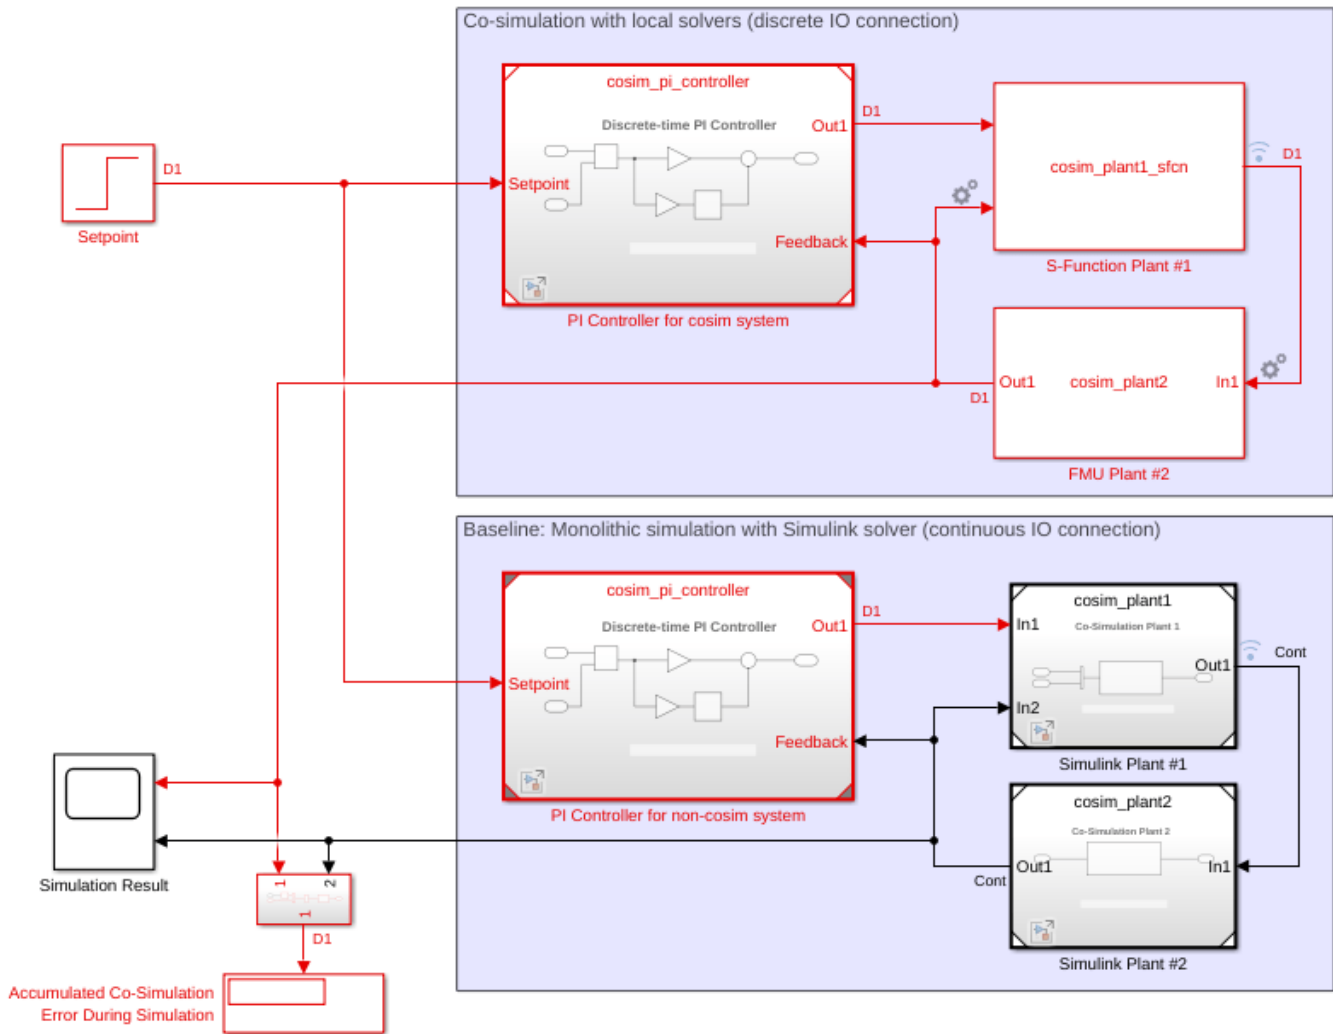 Co-simulation with local solvers (discrete IO connection)
cosim_pi_controller
Discrete-time PI Controller
Out1
D1
Setpoint
Feedback
PI Controller for cosim system
D1
Setpoint
cosim_plant1_sfcn
D1
S-Function Plant #1
Out1
cosim_plant2
In1
D1
FMU Plant #2
Baseline: Monolithic simulation with Simulink solver (continuous IO connection)
cosim_pi_controller
Discrete-time PI Controller
Out1
D1
Setpoint
Feedback
PI Controller for non-cosim system
cosim_plant1
In1
Co-Simulation Plant 1
Out1
Cont
In2
Simulink Plant #1
cosim_plant2
Co-Simulation Plant 2
Out1
In1
Cont
Simulink Plant #2
Simulation Result
1
2
1
D1
Accumulated Co-Simulation
Error During Simulation